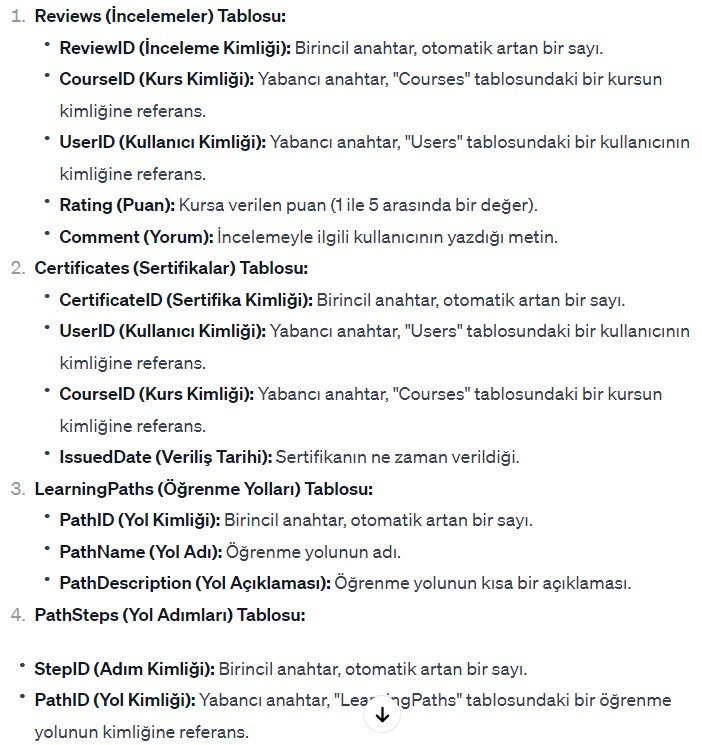 1. Reviews (İncelemeler) Tablosu:
• ReviewID (İnceleme Kimliği): Birincil anahtar, otomatik artan bir sayı.
• CourseID (Kurs Kimliği): Yabancı anahtar, "Courses" tablosundaki bir kursun
kimliğine referans.
• UserID (Kullanıcı Kimliği): Yabancı anahtar, "Users" tablosundaki bir kullanıcının
kimliğine referans.
• Rating (Puan): Kursa verilen puan (1 ile 5 arasında bir değer).
• Comment (Yorum): İncelemeyle ilgili kullanıcının yazdığı metin.
2. Certificates (Sertifikalar) Tablosu:
• CertificateID (Sertifika Kimliği): Birincil anahtar, otomatik artan bir sayı.
• UserID (Kullanıcı Kimliği): Yabancı anahtar, "Users" tablosundaki bir kullanıcının
kimliğine referans.
• CourseID (Kurs Kimliği): Yabancı anahtar, "Courses" tablosundaki bir kursun
kimliğine referans.
• IssuedDate (Veriliş Tarihi): Sertifikanın ne zaman verildiği.
3. LearningPaths (Öğrenme Yolları) Tablosu:
• PathID (Yol Kimliği): Birincil anahtar, otomatik artan bir sayı.
• PathName (Yol Adı): Öğrenme yolunun adı.
• PathDescription (Yol Açıklaması): Öğrenme yolunun kısa bir açıklaması.
4. PathSteps (Yol Adımları) Tablosu:
• StepID (Adım Kimliği): Birincil anahtar, otomatik artan bir sayı.
• PathID (Yol Kimliği): Yabancı anahtar, "LearningPaths" tablosundaki bir öğrenme
yolunun kimliğine referans.